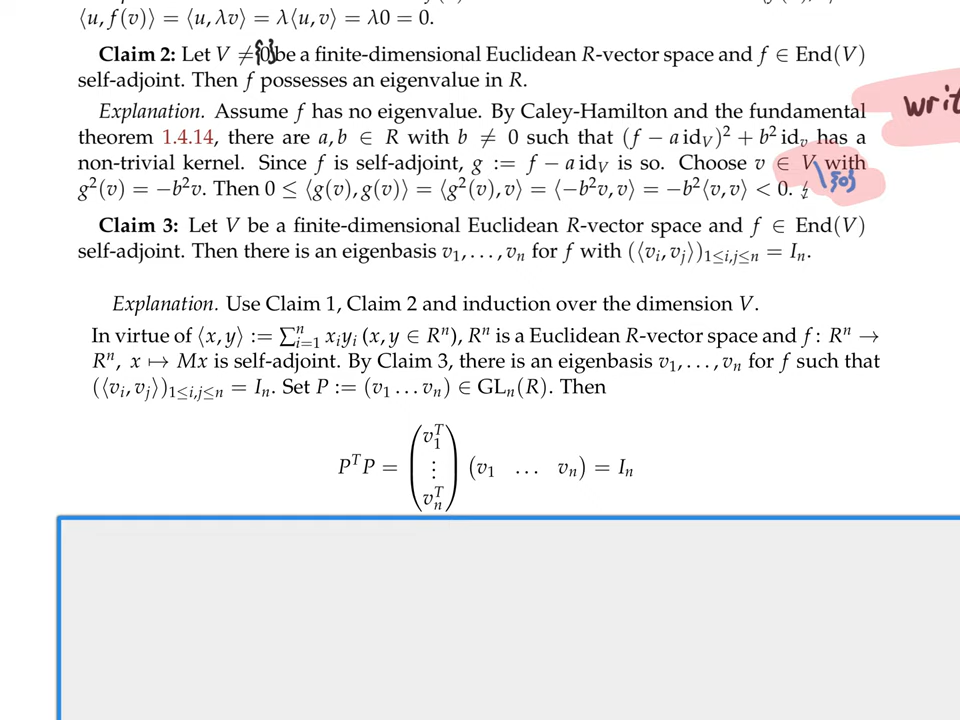 ⟨u, f(v)⟩ = ⟨u, λv⟩ = λ⟨u, v⟩ = λ0 = 0.
Claim 2: Let V ≠ {0} be a finite-dimensional Euclidean R-vector space and f ∈ End(V)
self-adjoint. Then f possesses an eigenvalue in R.
Explanation. Assume f has no eigenvalue. By Caley-Hamilton and the fundamental
writ
theorem 1.4.14, there are a, b ∈ R with b ≠ 0 such that (f − a id_V)² + b² id_v has a
non-trivial kernel. Since f is self-adjoint, g := f − a id_V is so. Choose v ∈ V \ {0} with
g²(v) = −b²v. Then 0 ≤ ⟨g(v), g(v)⟩ = ⟨g²(v), v⟩ = ⟨−b²v, v⟩ = −b²⟨v, v⟩ < 0. ↯
Claim 3: Let V be a finite-dimensional Euclidean R-vector space and f ∈ End(V)
self-adjoint. Then there is an eigenbasis v₁, . . . , vₙ for f with (⟨vᵢ, vⱼ⟩)₁≤ᵢ,ⱼ≤ₙ = Iₙ.
Explanation. Use Claim 1, Claim 2 and induction over the dimension V.
In virtue of ⟨x, y⟩ := ∑ⁿᵢ₌₁ xᵢyᵢ (x, y ∈ Rⁿ), Rⁿ is a Euclidean R-vector space and f : Rⁿ →
Rⁿ, x ↦ Mx is self-adjoint. By Claim 3, there is an eigenbasis v₁, . . . , vₙ for f such that
(⟨vᵢ, vⱼ⟩)₁≤ᵢ,ⱼ≤ₙ = Iₙ. Set P := (v₁ . . . vₙ) ∈ GLₙ(R). Then
PᵀP = (v₁ᵀ ⋮ vₙᵀ) (v₁ . . . vₙ) = Iₙ